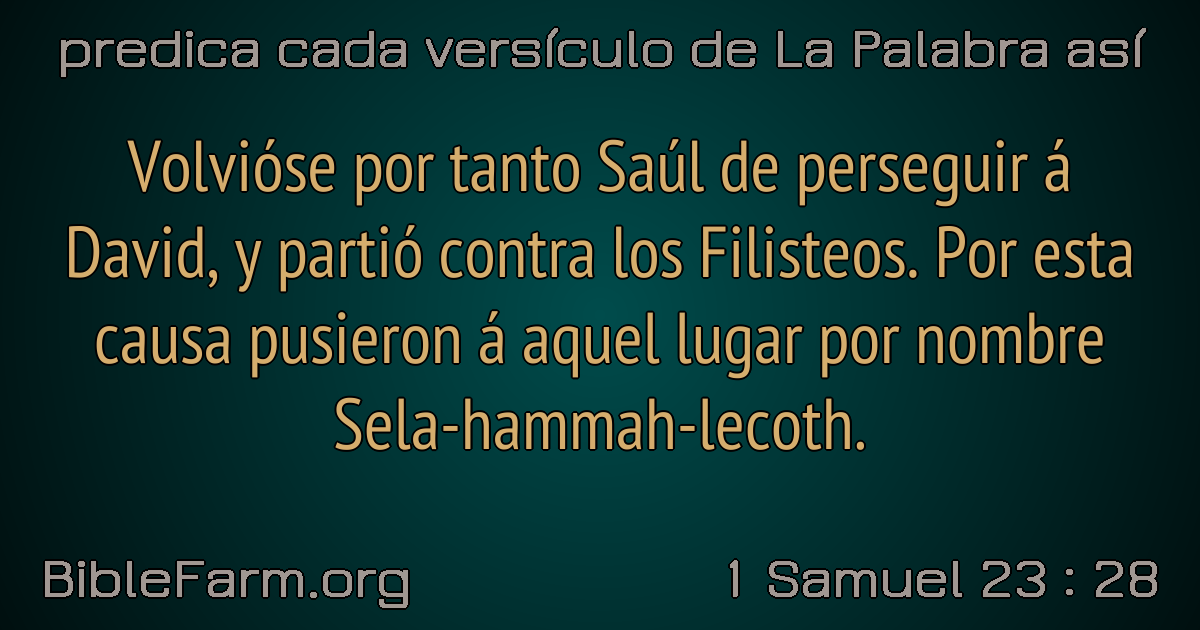 predica cada versículo de La Palabra así
Volvióse por tanto Saúl de perseguir á
David, y partió contra los Filisteos. Por esta
causa pusieron á aquel lugar por nombre
Sela-hammah-lecoth.
BibleFarm.org
1 Samuel 23 : 28